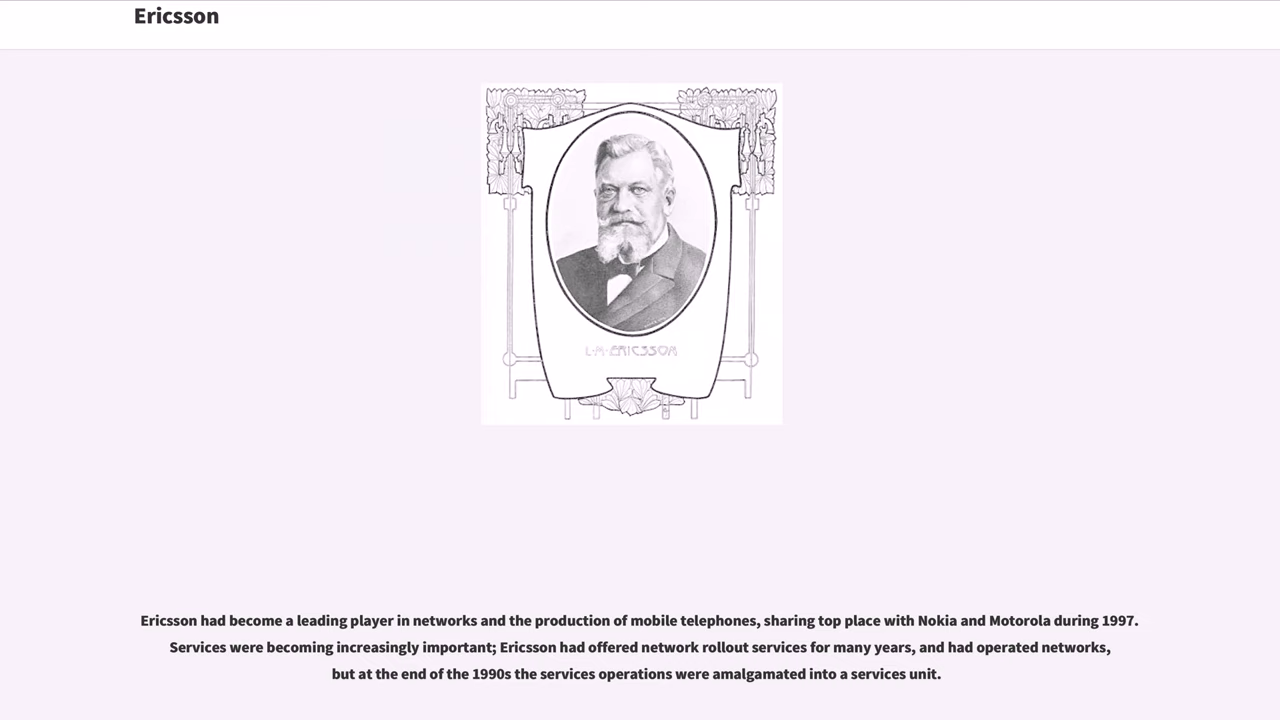 Ericsson
L·M·ERICSSON
Ericsson had become a leading player in networks and the production of mobile telephones, sharing top place with Nokia and Motorola during 1997.
Services were becoming increasingly important; Ericsson had offered network rollout services for many years, and had operated networks,
but at the end of the 1990s the services operations were amalgamated into a services unit.